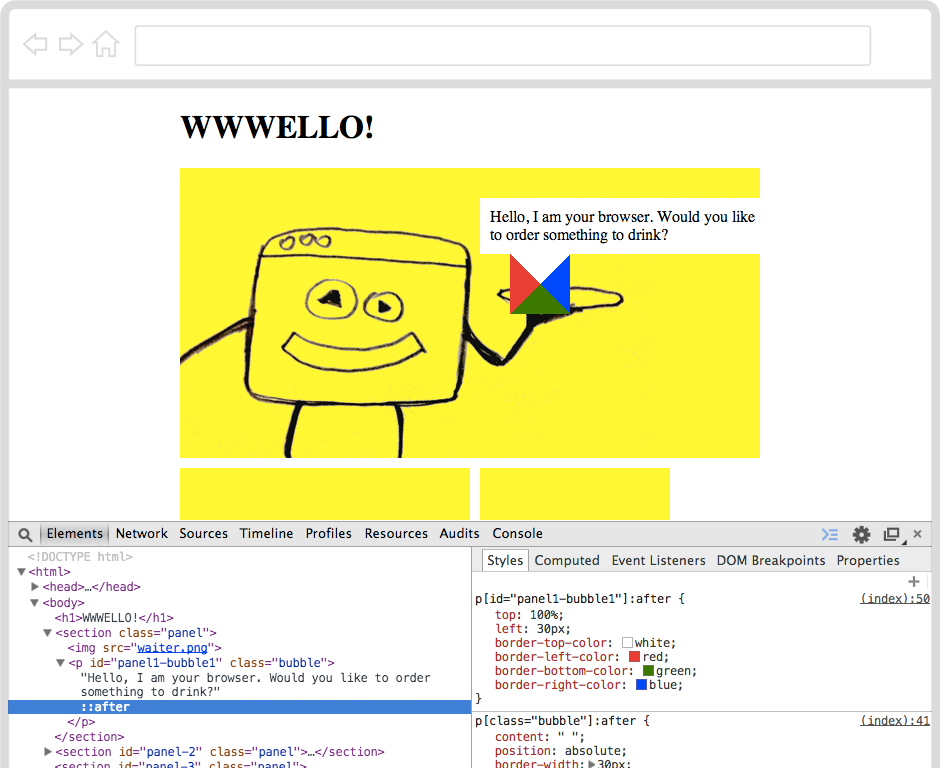 WWWELLO!
Hello, I am your browser. Would you like
to order something to drink?
Elements Network Sources Timeline Profiles Resources Audits Console
<!DOCTYPE html>
<html>
<head>…</head>
<body>
<h1>WWWELLO!</h1>
<section class="panel">
<img src="waiter.png">
<p id="panel1-bubble1" class="bubble">
"Hello, I am your browser. Would you like to order
something to drink?"
::after
</p>
</section>
<section id="panel-2" class="panel">…</section>
<section id="panel-3" class="panel">
Styles Computed Event Listeners DOM Breakpoints Properties
p[id="panel1-bubble1"]:after { (index):50
top: 100%;
left: 30px;
border-top-color: white;
border-left-color: red;
border-bottom-color: green;
border-right-color: blue;
}
p[class="bubble"]:after { (index):41
content: " ";
position: absolute;
border-width: 30px;